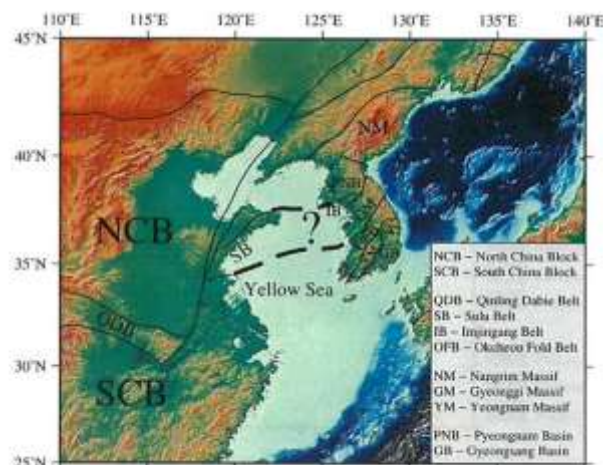 110°E 115°E 120°E 125°E 130°E 135°E 140°E
45°N
40°N
35°N
30°N
25°N
NM
NCB
IB
?
SB
Yellow Sea
QDB
SCB
NCB – North China Block
SCB – South China Block
QDB – Qinling Dabie Belt
SB – Sulu Belt
IB – Imjingang Belt
OFB – Okcheon Fold Belt
NM – Nangrim Massif
GM – Gyeonggi Massif
YM – Yeongnam Massif
PNB – Pyeongnam Basin
GB – Gyeongsang Basin